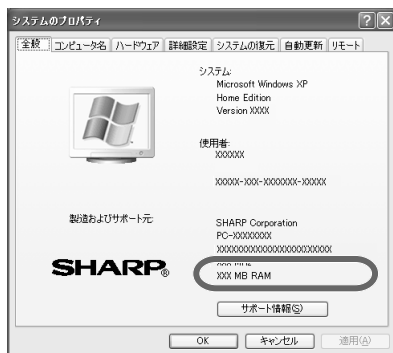 システムのプロパティ
全般 コンピュータ名 ハードウェア 詳細設定 システムの復元 自動更新 リモート
システム:
Microsoft Windows XP
Home Edition
Version XXXX
使用者:
XXXXXX
XXXXX-XXX-XXXXXXX-XXXXX
製造およびサポート元:
SHARP Corporation
PC-XXXXXXXX
XXXXXXXXXXXXXXXXXXXXXXX
SHARP®
XXX MHz
XXX MB RAM
サポート情報(S)
OK キャンセル 適用(A)